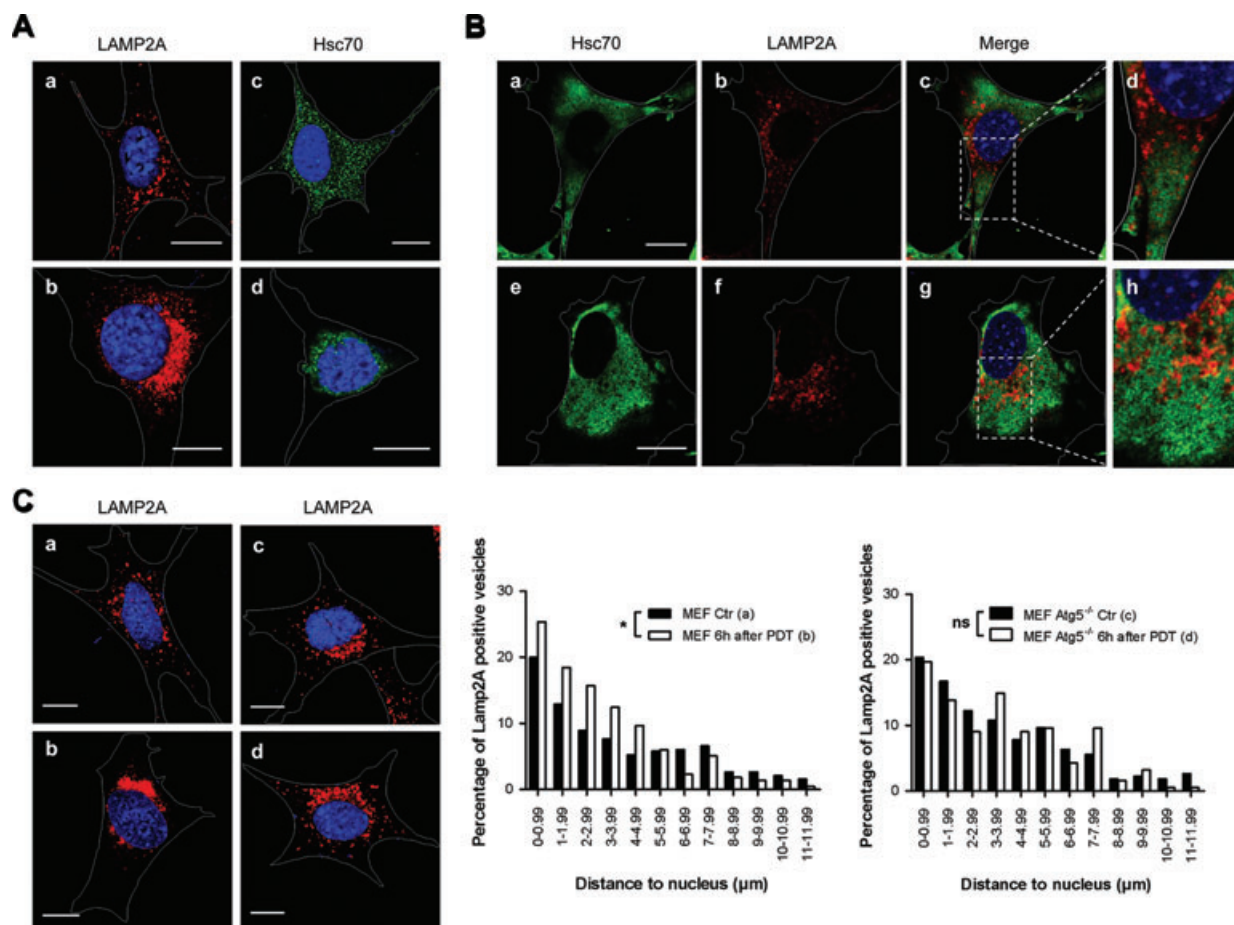 A
LAMP2A
Hsc70
a
c
b
d
B
Hsc70
LAMP2A
Merge
a
b
c
d
e
f
g
h
C
LAMP2A
LAMP2A
a
c
b
d
Percentage of Lamp2A positive vesicles
30
20
10
0
* MEF Ctr (a)
MEF 6h after PDT (b)
0-0.99
1-1.99
2-2.99
3-3.99
4-4.99
5-5.99
6-6.99
7-7.99
8-8.99
9-9.99
10-10.99
11-11.99
Distance to nucleus (µm)
Percentage of Lamp2A positive vesicles
30
20
10
0
ns MEF Atg5⁻/⁻ Ctr (c)
MEF Atg5⁻/⁻ 6h after PDT (d)
0-0.99
1-1.99
2-2.99
3-3.99
4-4.99
5-5.99
6-6.99
7-7.99
8-8.99
9-9.99
10-10.99
11-11.99
Distance to nucleus (µm)